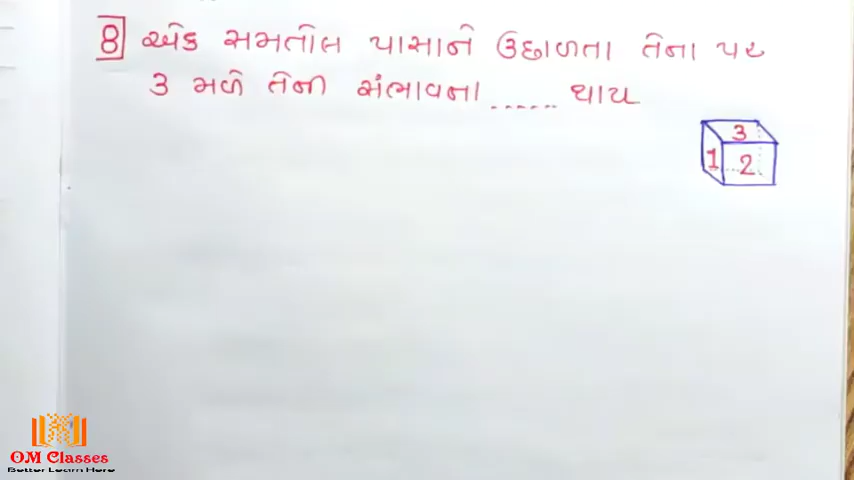 8 એક સમતોલ પાસાને ઉછાળતા તેના પર
3 મળે તેની સંભાવના ...... થાય
3
1 2
OM Classes
Better Learn Here